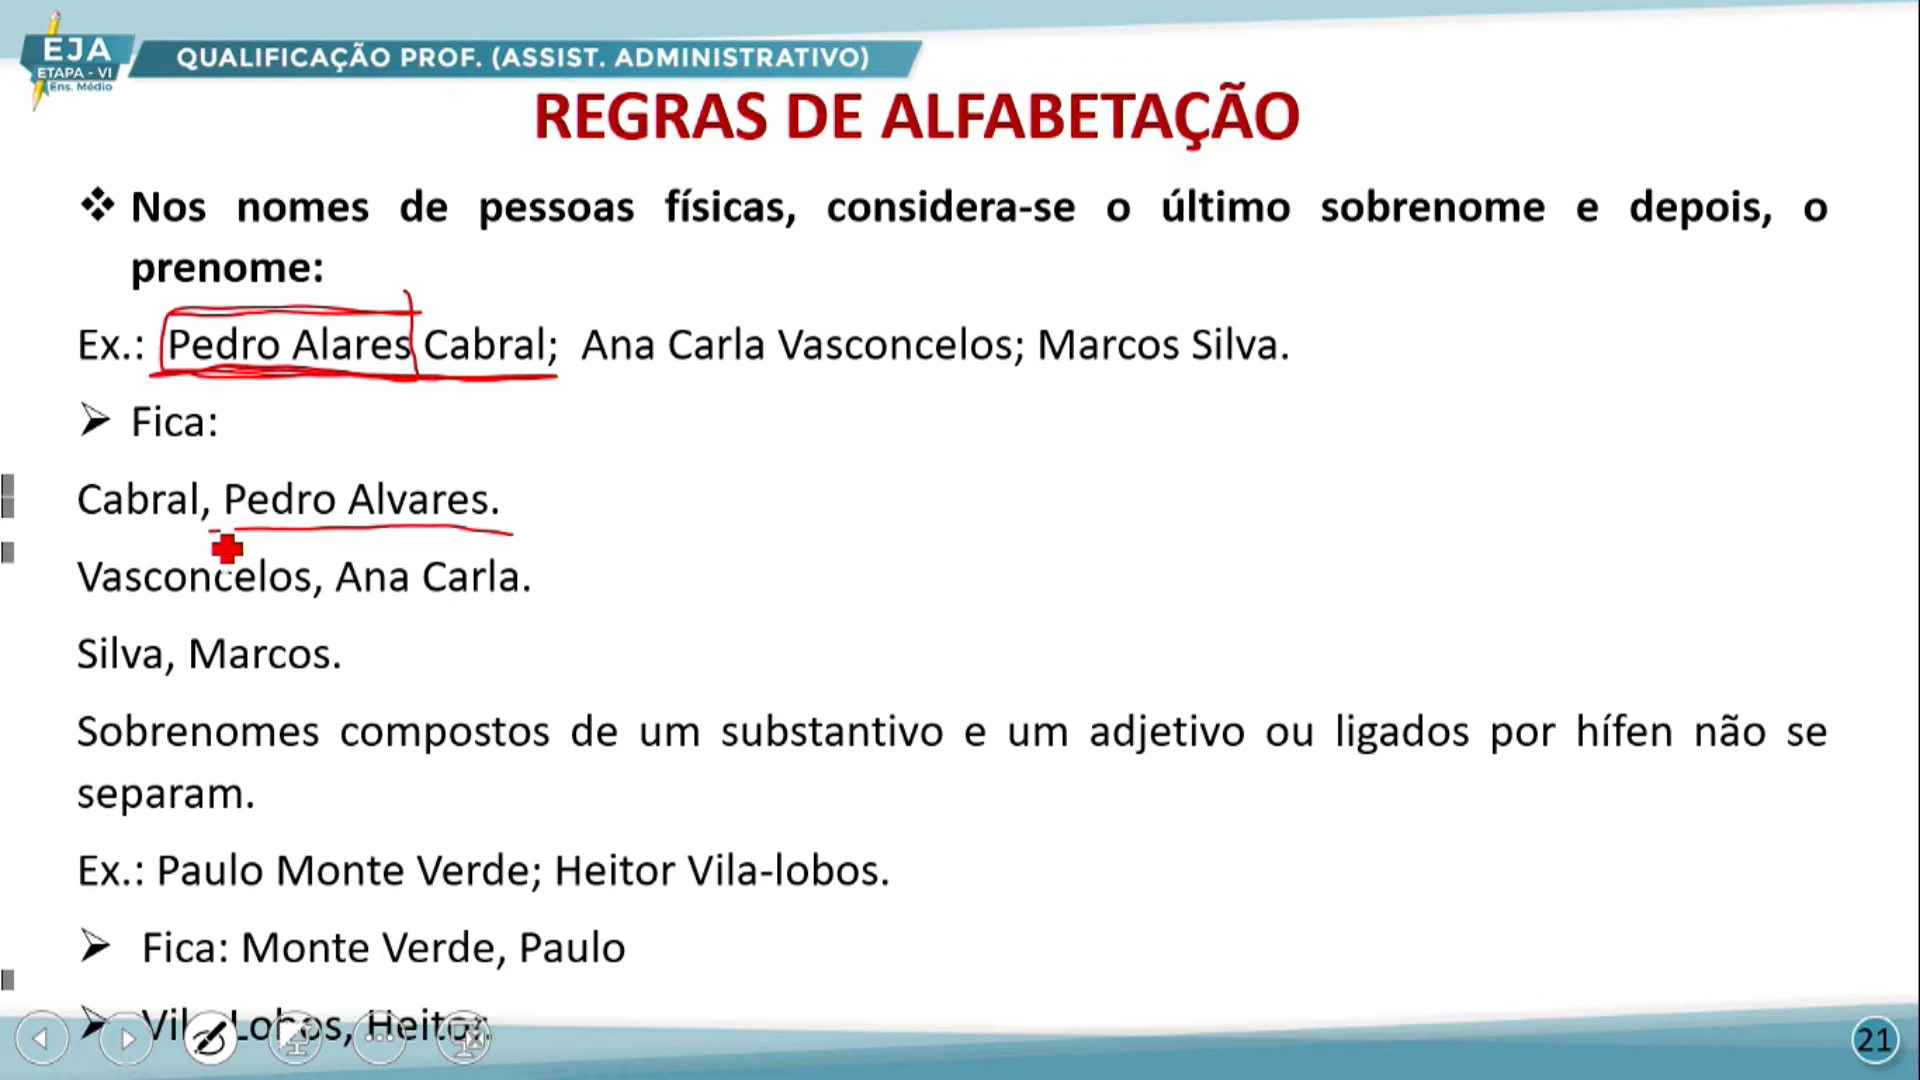 EJA
ETAPA - VI
Ens. Médio
QUALIFICAÇÃO PROF. (ASSIST. ADMINISTRATIVO)
REGRAS DE ALFABETAÇÃO
Nos nomes de pessoas físicas, considera-se o último sobrenome e depois, o
prenome:
Ex.: Pedro Alares Cabral; Ana Carla Vasconcelos; Marcos Silva.
Fica:
Cabral, Pedro Alvares.
Vasconcelos, Ana Carla.
Silva, Marcos.
Sobrenomes compostos de um substantivo e um adjetivo ou ligados por hífen não se
separam.
Ex.: Paulo Monte Verde; Heitor Vila-lobos.
Fica: Monte Verde, Paulo
Lobos, Heitor.
21